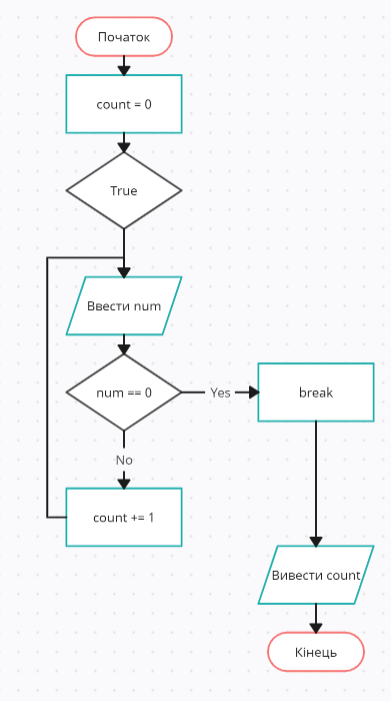 Початок
count = 0
True
Ввести num
num == 0
Yes
break
No
count += 1
Вивести count
Кінець